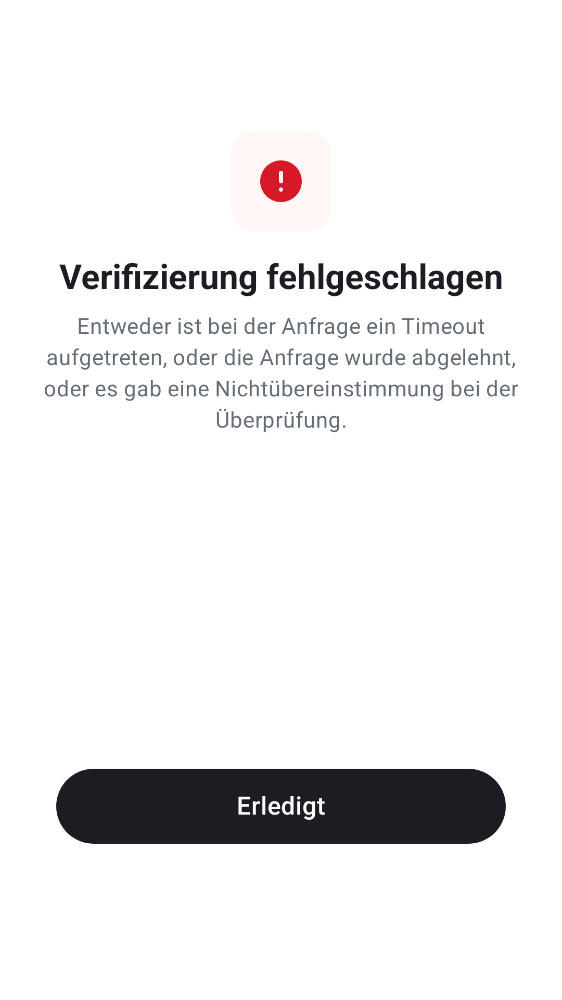 Verifizierung fehlgeschlagen
Entweder ist bei der Anfrage ein Timeout
aufgetreten, oder die Anfrage wurde abgelehnt,
oder es gab eine Nichtübereinstimmung bei der
Überprüfung.
Erledigt